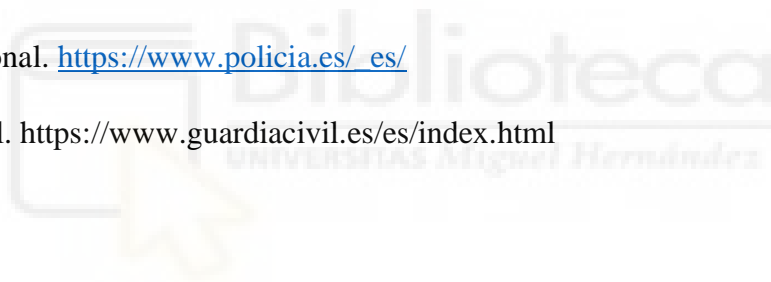 onal. https://www.policia.es/_es/
Biblioteca
l. https://www.guardiacivil.es/es/index.html
UNIVERSITAS Miguel Hernández